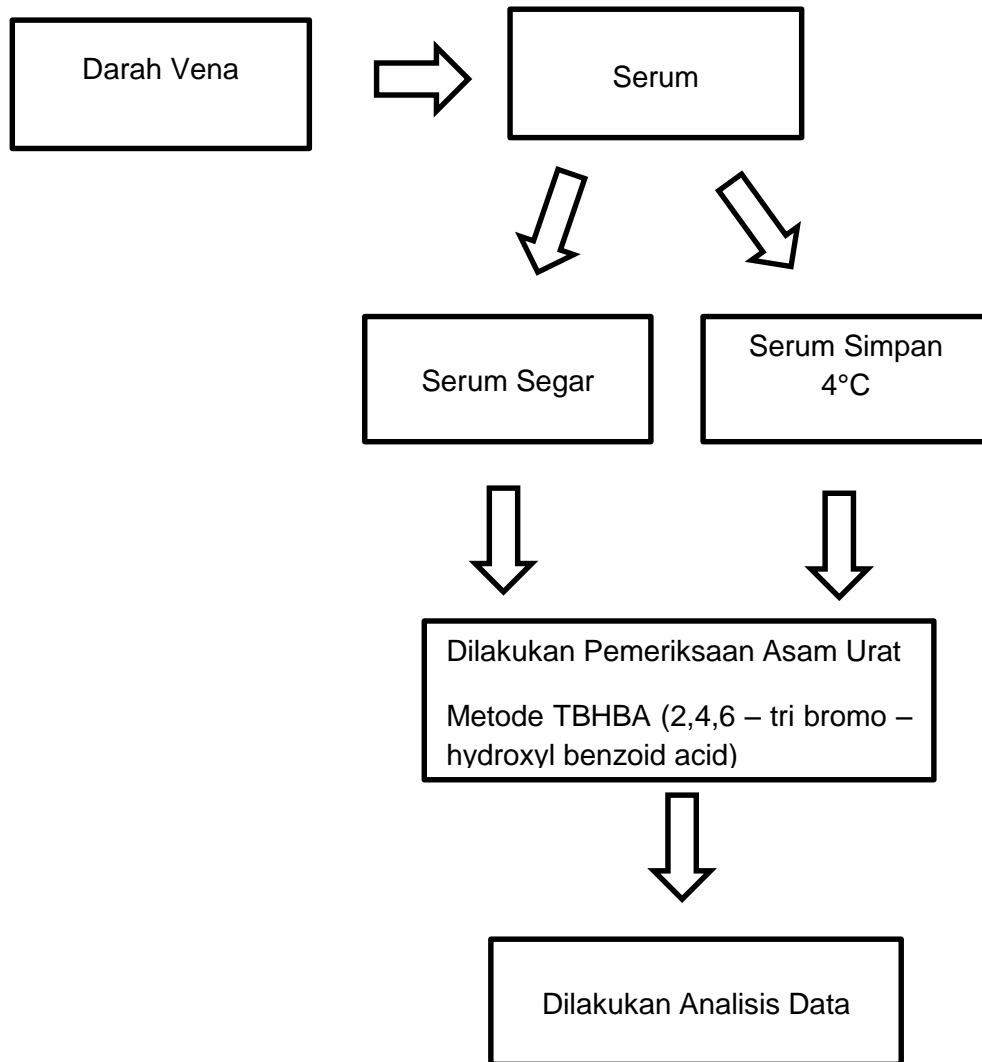 Darah Vena
Serum
Serum Segar
Serum Simpan
4°C
Dilakukan Pemeriksaan Asam Urat
Metode TBHBA (2,4,6 – tri bromo –
hydroxyl benzoid acid)
Dilakukan Analisis Data